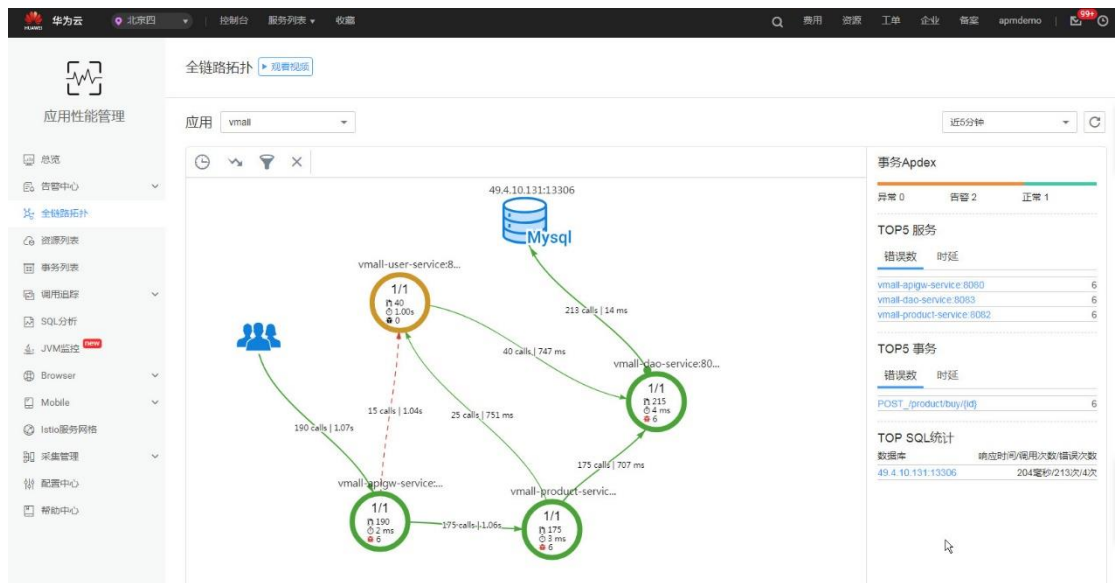 HUAWEI 华为云 北京四 控制台 服务列表 收藏 费用 资源 工单 企业 备案 apmdemo 99+
应用性能管理
总览
告警中心
全链路拓扑
资源列表
事务列表
调用追踪
SQL分析
JVM监控 new
Browser
Mobile
Istio服务网格
采集管理
配置中心
帮助中心
全链路拓扑 观看视频
应用 vmall 近5分钟
49.4.10.131:13306
Mysql
vmall-user-service:8...
1/1
40
1.00s
0
213 calls | 14 ms
40 calls | 747 ms
vmall-dao-service:80...
1/1
215
4 ms
6
15 calls | 1.04s
25 calls | 751 ms
190 calls | 1.07s
175 calls | 707 ms
vmall-apigw-service:...
1/1
190
2 ms
6
175 calls | 1.06s
vmall-product-servic...
1/1
175
3 ms
6
事务Apdex
异常 0 告警 2 正常 1
TOP5 服务
错误数 时延
vmall-apigw-service:8060 6
vmall-dao-service:8063 6
vmall-product-service:8082 6
TOP5 事务
错误数 时延
POST_/product/buy/{id} 6
TOP SQL统计
数据库 响应时间/调用次数/错误次数
49.4.10.131:13306 204毫秒/213次/4次